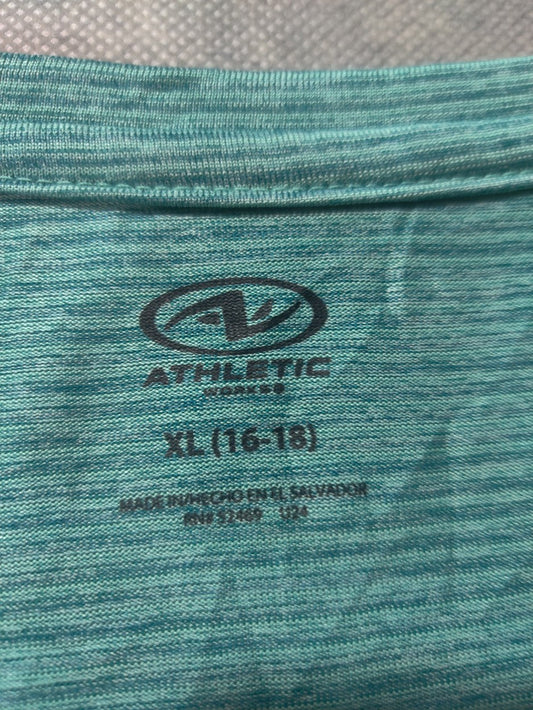 ATHLETIC
WORKS®
XL (16-18)
MADE IN/HECHO EN EL SALVADOR
RN# 52469 U24